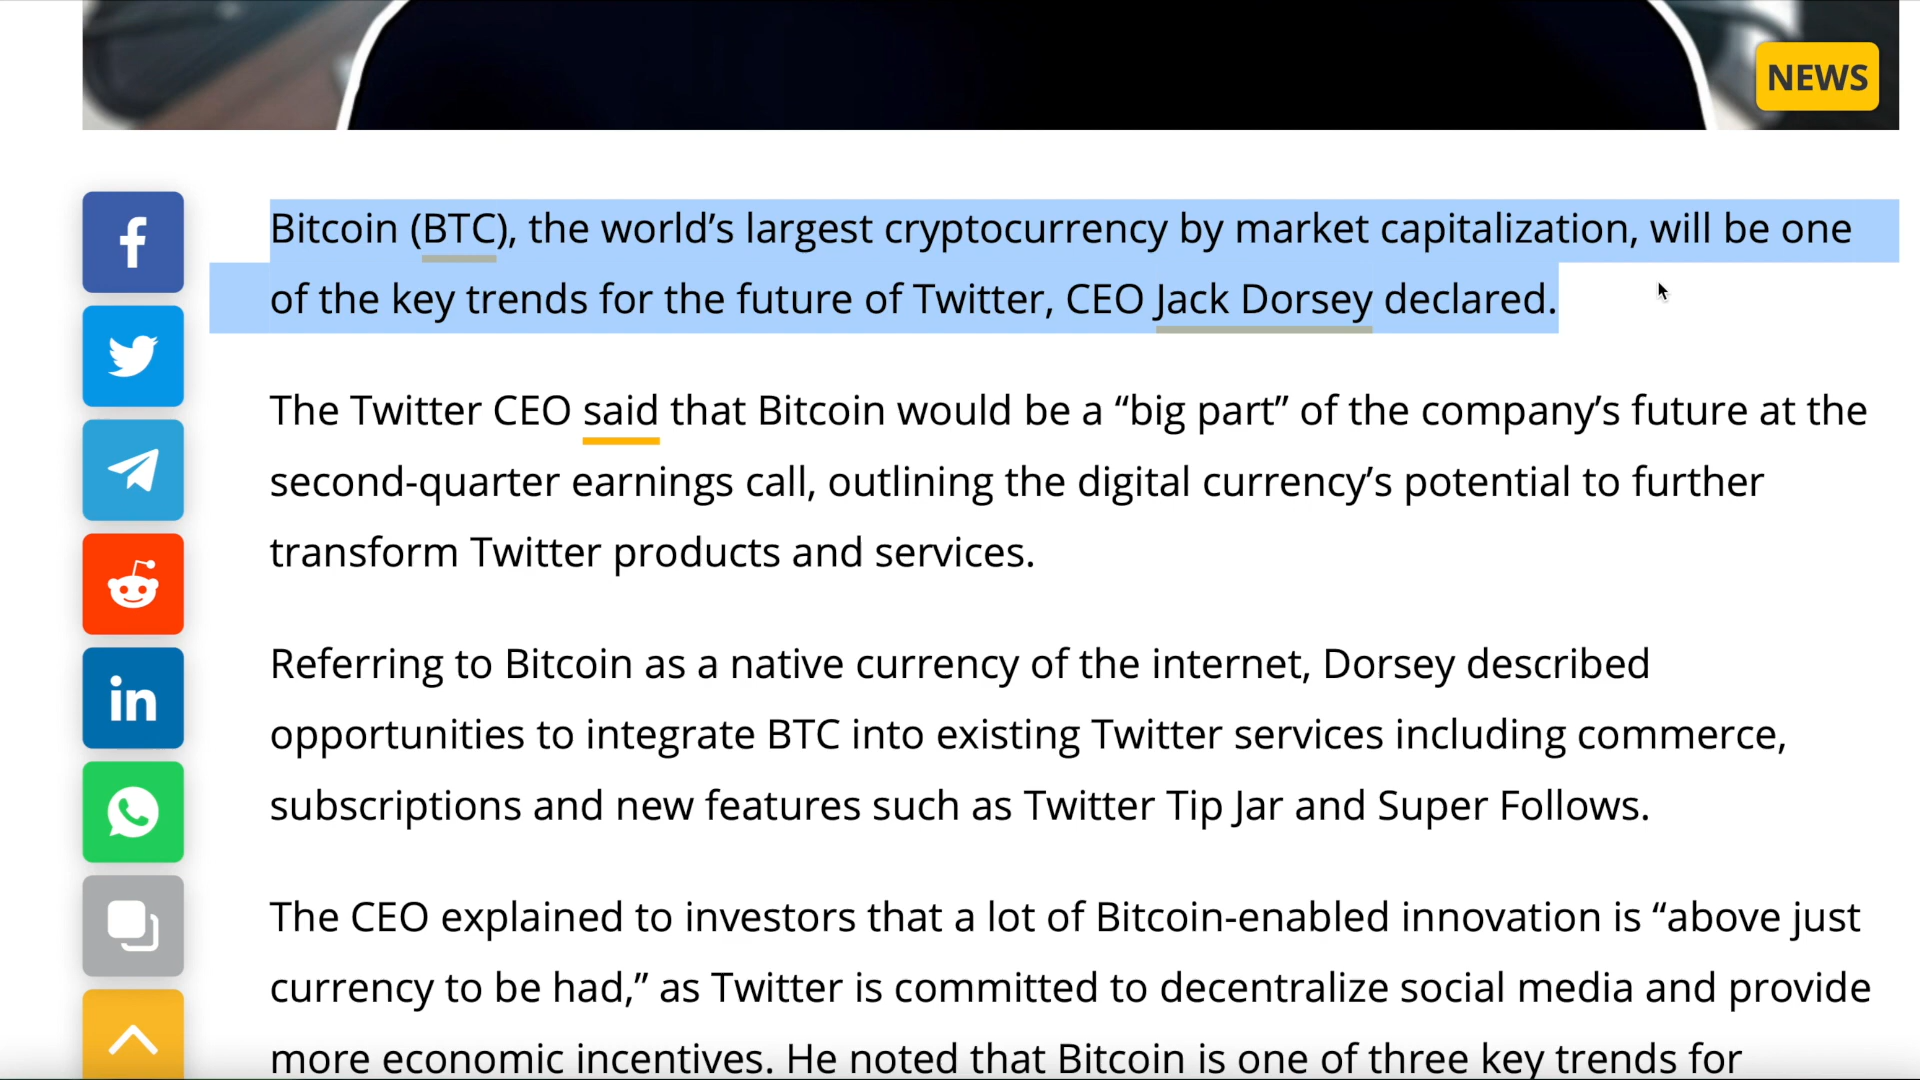 NEWS
Bitcoin (BTC), the world’s largest cryptocurrency by market capitalization, will be one
of the key trends for the future of Twitter, CEO Jack Dorsey declared.
The Twitter CEO said that Bitcoin would be a “big part” of the company’s future at the
second-quarter earnings call, outlining the digital currency’s potential to further
transform Twitter products and services.
Referring to Bitcoin as a native currency of the internet, Dorsey described
opportunities to integrate BTC into existing Twitter services including commerce,
subscriptions and new features such as Twitter Tip Jar and Super Follows.
The CEO explained to investors that a lot of Bitcoin-enabled innovation is “above just
currency to be had,” as Twitter is committed to decentralize social media and provide
more economic incentives. He noted that Bitcoin is one of three key trends for